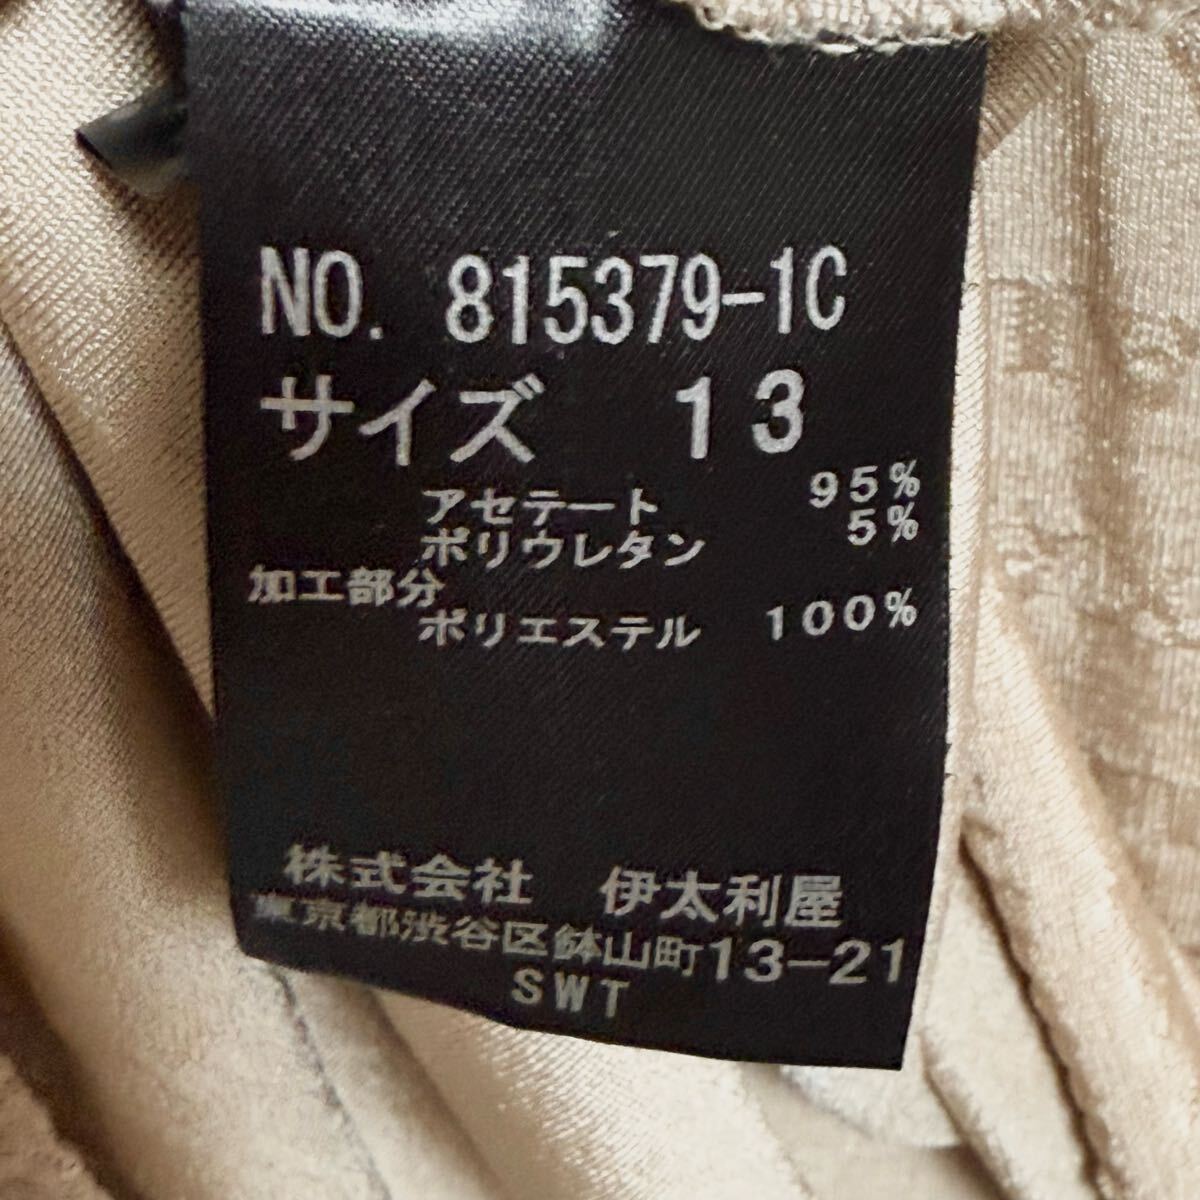 NO. 815379-1C
サイズ 13
アセテート 95%
ポリウレタン 5%
加工部分
ポリエステル 100%
株式会社 伊太利屋
東京都渋谷区鉢山町13-21
SWT